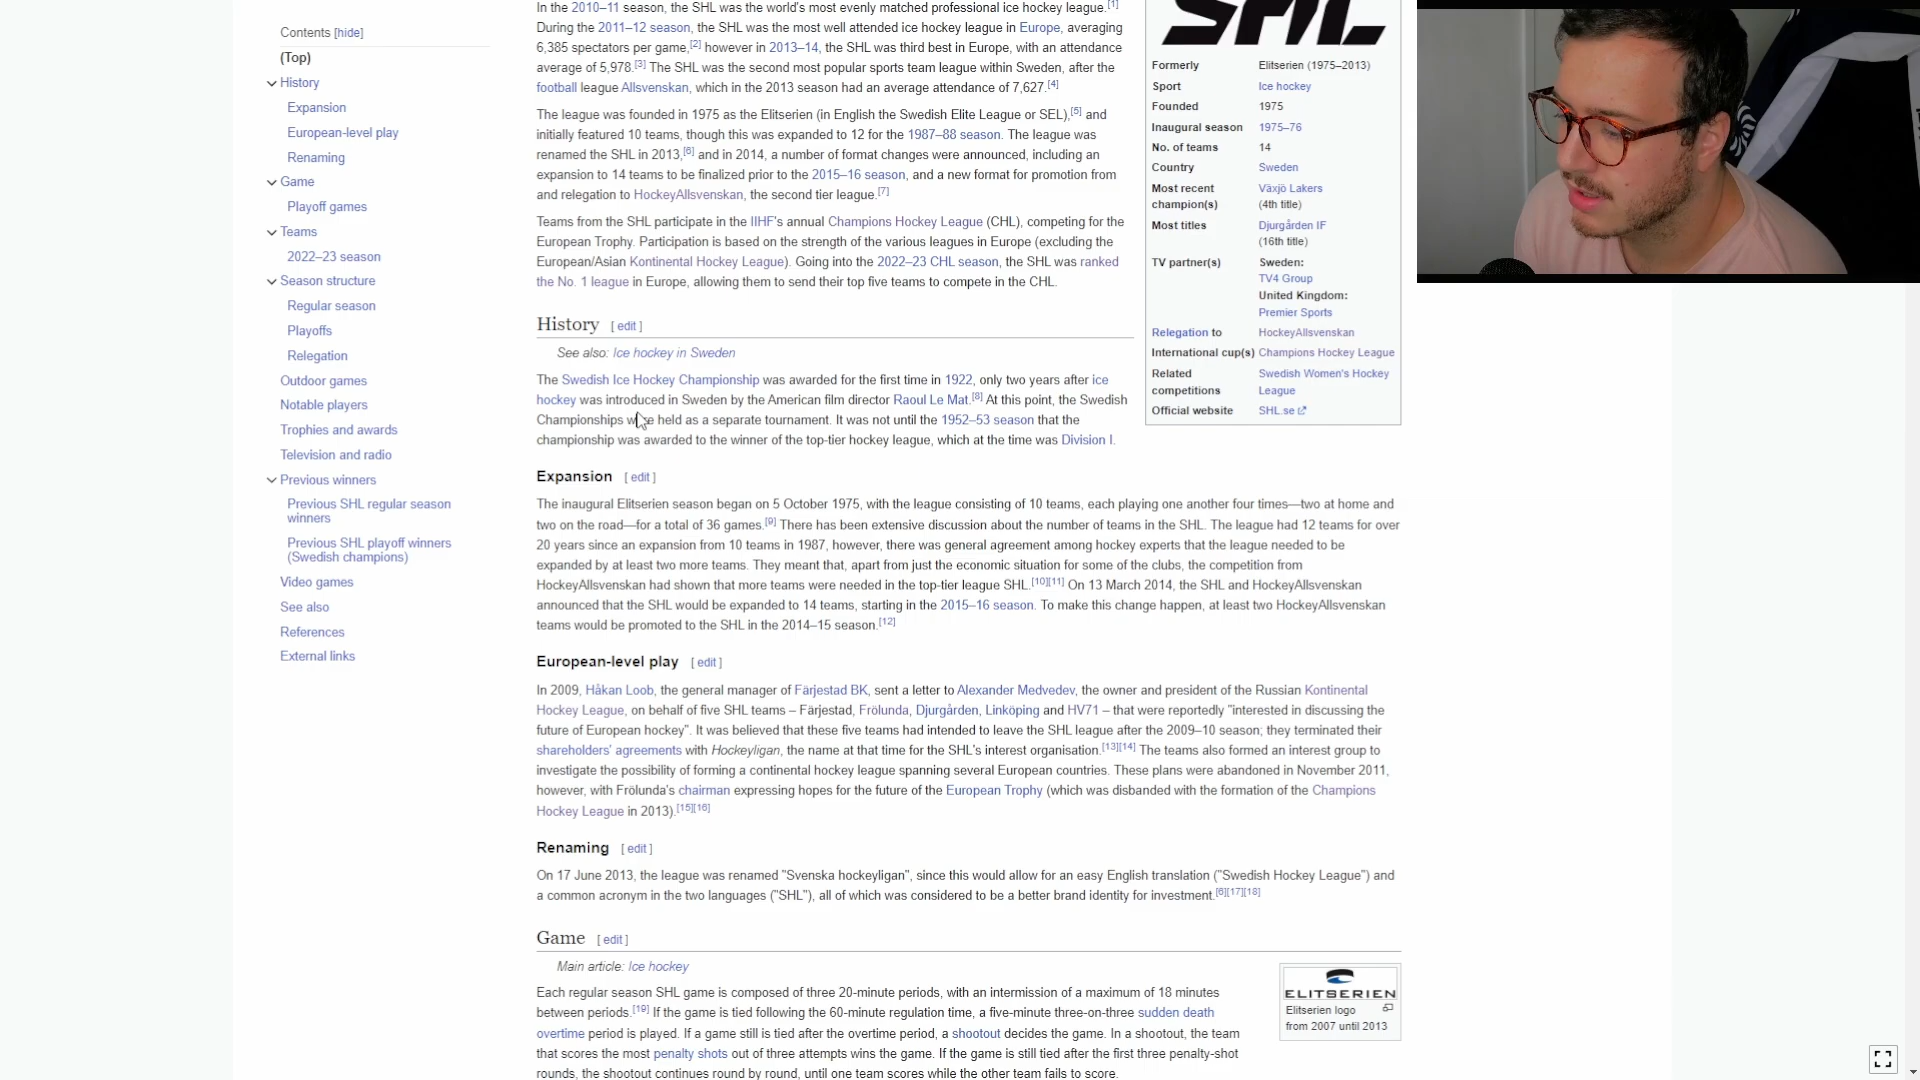 Contents [hide]
(Top)
History
Expansion
European-level play
Renaming
Game
Playoff games
Teams
2022–23 season
Season structure
Regular season
Playoffs
Relegation
Outdoor games
Notable players
Trophies and awards
Television and radio
Previous winners
Previous SHL regular season
winners
Previous SHL playoff winners
(Swedish champions)
Video games
See also
References
External links
In the 2010–11 season, the SHL was the world's most evenly matched professional ice hockey league.[1]
During the 2011–12 season, the SHL was the most well attended ice hockey league in Europe, averaging
6,385 spectators per game,[2] however in 2013–14, the SHL was third best in Europe, with an attendance
average of 5,978.[3] The SHL was the second most popular sports team league within Sweden, after the
football league Allsvenskan, which in the 2013 season had an average attendance of 7,627.[4]
The league was founded in 1975 as the Elitserien (in English the Swedish Elite League or SEL),[5] and
initially featured 10 teams, though this was expanded to 12 for the 1987–88 season. The league was
renamed the SHL in 2013,[6] and in 2014, a number of format changes were announced, including an
expansion to 14 teams to be finalized prior to the 2015–16 season, and a new format for promotion from
and relegation to HockeyAllsvenskan, the second tier league.[7]
Teams from the SHL participate in the IIHF's annual Champions Hockey League (CHL), competing for the
European Trophy. Participation is based on the strength of the various leagues in Europe (excluding the
European/Asian Kontinental Hockey League). Going into the 2022–23 CHL season, the SHL was ranked
the No. 1 league in Europe, allowing them to send their top five teams to compete in the CHL.
SHL
Formerly Elitserien (1975–2013)
Sport Ice hockey
Founded 1975
Inaugural season 1975–76
No. of teams 14
Country Sweden
Most recent Växjö Lakers
champion(s) (4th title)
Most titles Djurgården IF
(16th title)
TV partner(s) Sweden:
TV4 Group
United Kingdom:
Premier Sports
Relegation to HockeyAllsvenskan
International cup(s) Champions Hockey League
Related Swedish Women's Hockey
competitions League
Official website SHL.se
History [ edit ]
See also: Ice hockey in Sweden
The Swedish Ice Hockey Championship was awarded for the first time in 1922, only two years after ice
hockey was introduced in Sweden by the American film director Raoul Le Mat.[8] At this point, the Swedish
Championships were held as a separate tournament. It was not until the 1952–53 season that the
championship was awarded to the winner of the top-tier hockey league, which at the time was Division I.
Expansion [ edit ]
The inaugural Elitserien season began on 5 October 1975, with the league consisting of 10 teams, each playing one another four times—two at home and
two on the road—for a total of 36 games.[9] There has been extensive discussion about the number of teams in the SHL. The league had 12 teams for over
20 years since an expansion from 10 teams in 1987, however, there was general agreement among hockey experts that the league needed to be
expanded by at least two more teams. They meant that, apart from just the economic situation for some of the clubs, the competition from
HockeyAllsvenskan had shown that more teams were needed in the top-tier league SHL.[10][11] On 13 March 2014, the SHL and HockeyAllsvenskan
announced that the SHL would be expanded to 14 teams, starting in the 2015–16 season. To make this change happen, at least two HockeyAllsvenskan
teams would be promoted to the SHL in the 2014–15 season.[12]
European-level play [ edit ]
In 2009, Håkan Loob, the general manager of Färjestad BK, sent a letter to Alexander Medvedev, the owner and president of the Russian Kontinental
Hockey League, on behalf of five SHL teams – Färjestad, Frölunda, Djurgården, Linköping and HV71 – that were reportedly "interested in discussing the
future of European hockey". It was believed that these five teams had intended to leave the SHL league after the 2009–10 season; they terminated their
shareholders' agreements with Hockeyligan, the name at that time for the SHL's interest organisation.[13][14] The teams also formed an interest group to
investigate the possibility of forming a continental hockey league spanning several European countries. These plans were abandoned in November 2011,
however, with Frölunda's chairman expressing hopes for the future of the European Trophy (which was disbanded with the formation of the Champions
Hockey League in 2013).[15][16]
Renaming [ edit ]
On 17 June 2013, the league was renamed "Svenska hockeyligan", since this would allow for an easy English translation ("Swedish Hockey League") and
a common acronym in the two languages ("SHL"), all of which was considered to be a better brand identity for investment.[6][17][18]
Game [ edit ]
Main article: Ice hockey
Each regular season SHL game is composed of three 20-minute periods, with an intermission of a maximum of 18 minutes
between periods.[19] If the game is tied following the 60-minute regulation time, a five-minute three-on-three sudden death
overtime period is played. If a game still is tied after the overtime period, a shootout decides the game. In a shootout, the team
that scores the most penalty shots out of three attempts wins the game. If the game is still tied after the first three penalty-shot
rounds, the shootout continues round by round, until one team scores while the other team fails to score.
ELITSERIEN
Elitserien logo
from 2007 until 2013